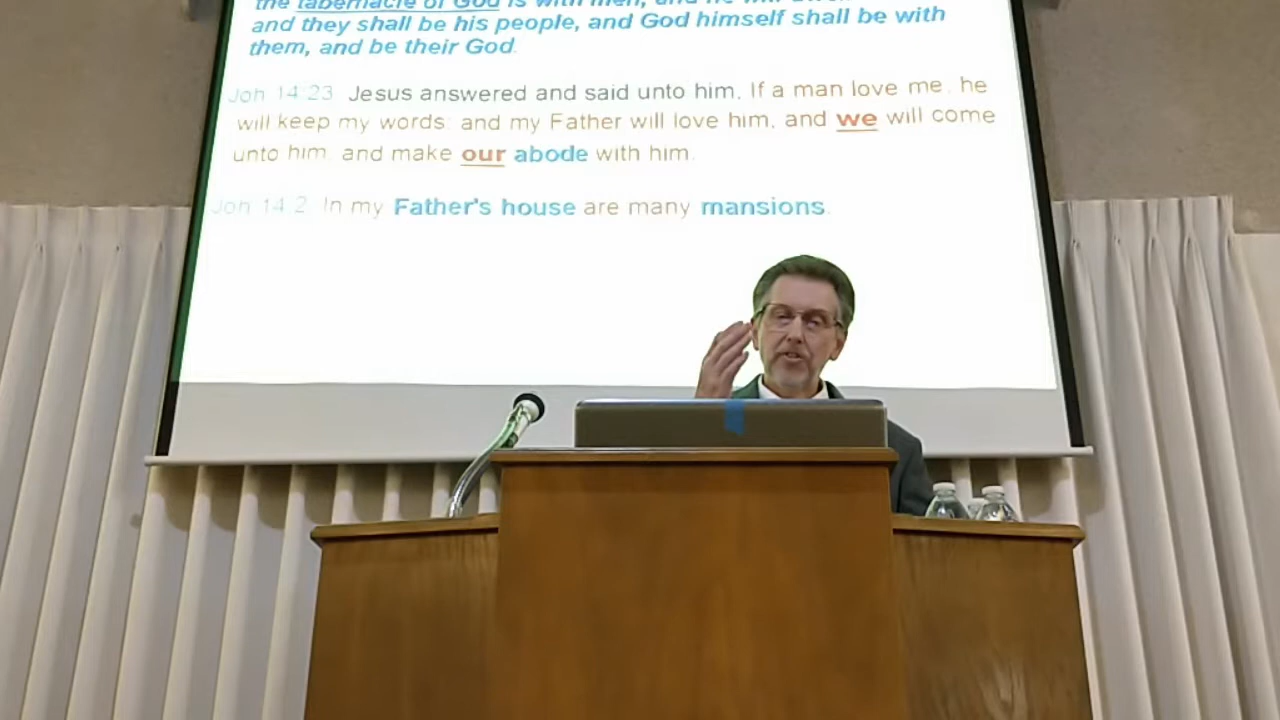 the tabernacle of God is with men, and he will
and they shall be his people, and God himself shall be with
them, and be their God.
Joh 14:23 Jesus answered and said unto him, If a man love me, he
will keep my words: and my Father will love him, and we will come
unto him, and make our abode with him.
Joh 14:2 In my Father's house are many mansions.